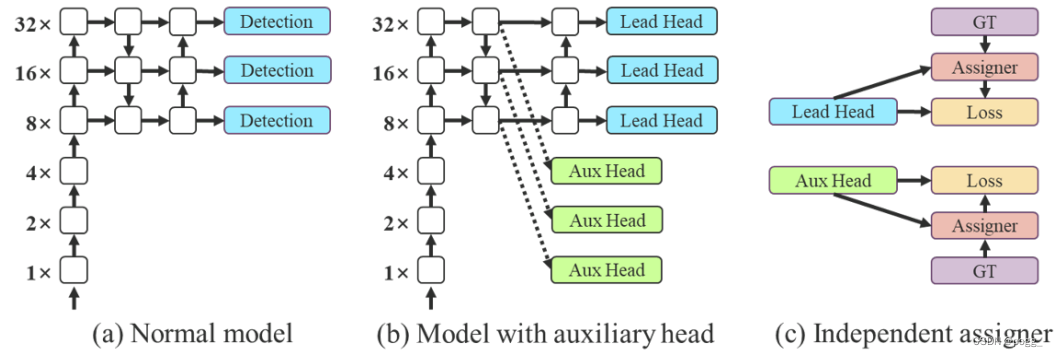 32× Detection
16× Detection
8× Detection
4×
2×
1×
(a) Normal model
32× Lead Head
16× Lead Head
8× Lead Head
4× Aux Head
2× Aux Head
1× Aux Head
(b) Model with auxiliary head
GT
Assigner
Lead Head Loss
Aux Head Loss
Assigner
GT
(c) Independent assigner